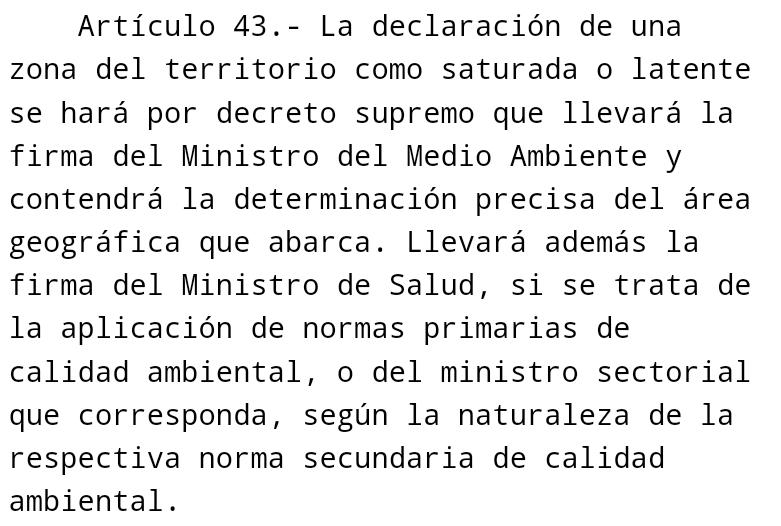 Artículo 43.- La declaración de una
zona del territorio como saturada o latente
se hará por decreto supremo que llevará la
firma del Ministro del Medio Ambiente y
contendrá la determinación precisa del área
geográfica que abarca. Llevará además la
firma del Ministro de Salud, si se trata de
la aplicación de normas primarias de
calidad ambiental, o del ministro sectorial
que corresponda, según la naturaleza de la
respectiva norma secundaria de calidad
ambiental.